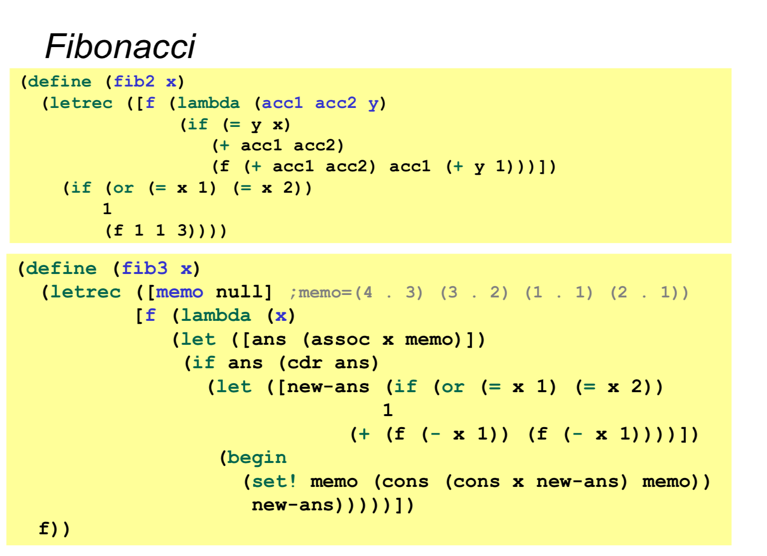 Fibonacci
(define (fib2 x)
  (letrec ([f (lambda (acc1 acc2 y)
               (if (= y x)
                  (+ acc1 acc2)
                  (f (+ acc1 acc2) acc1 (+ y 1)))])
    (if (or (= x 1) (= x 2))
        1
        (f 1 1 3))))
(define (fib3 x)
  (letrec ([memo null] ;memo=(4 . 3) (3 . 2) (1 . 1) (2 . 1))
          [f (lambda (x)
             (let ([ans (assoc x memo)])
              (if ans (cdr ans)
                (let ([new-ans (if (or (= x 1) (= x 2))
                               1
                            (+ (f (- x 1)) (f (- x 1))))])
                 (begin
                   (set! memo (cons (cons x new-ans) memo))
                    new-ans)))))])
  f))